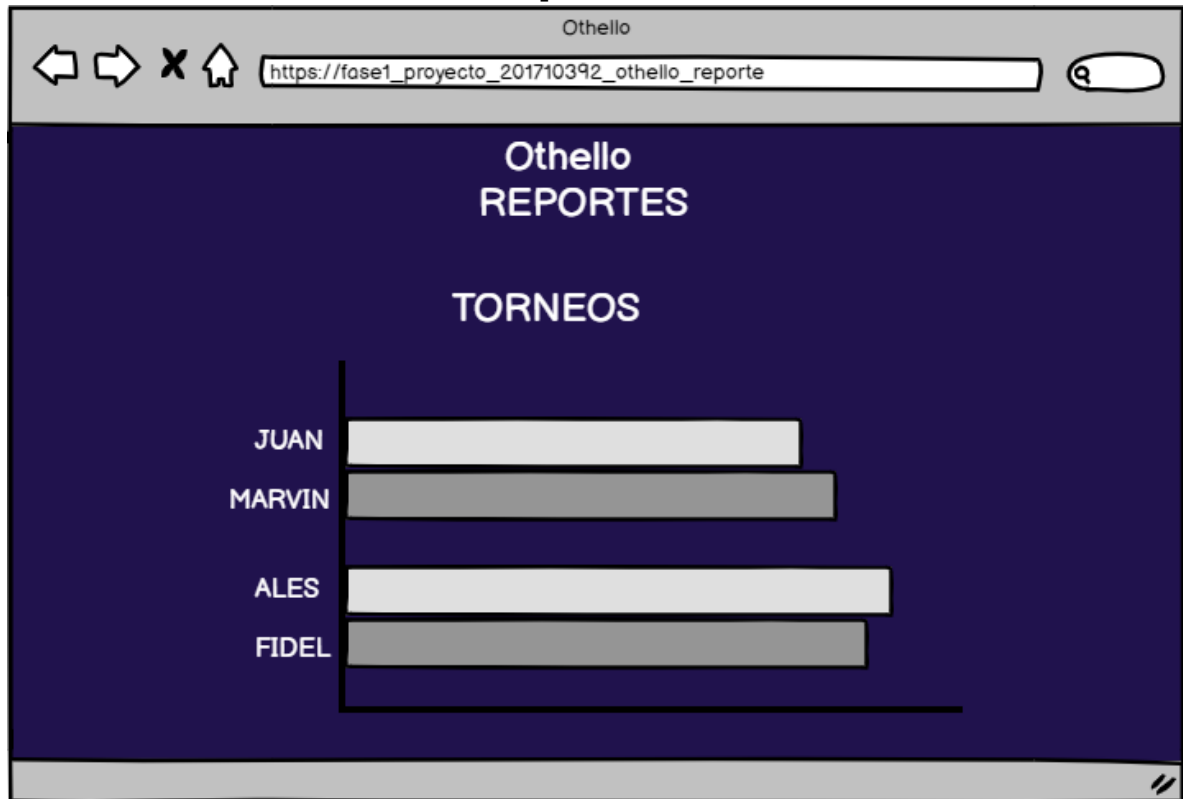 Othello
https://fase1_proyecto_201710392_othello_reporte
Othello
REPORTES
TORNEOS
JUAN
MARVIN
ALES
FIDEL